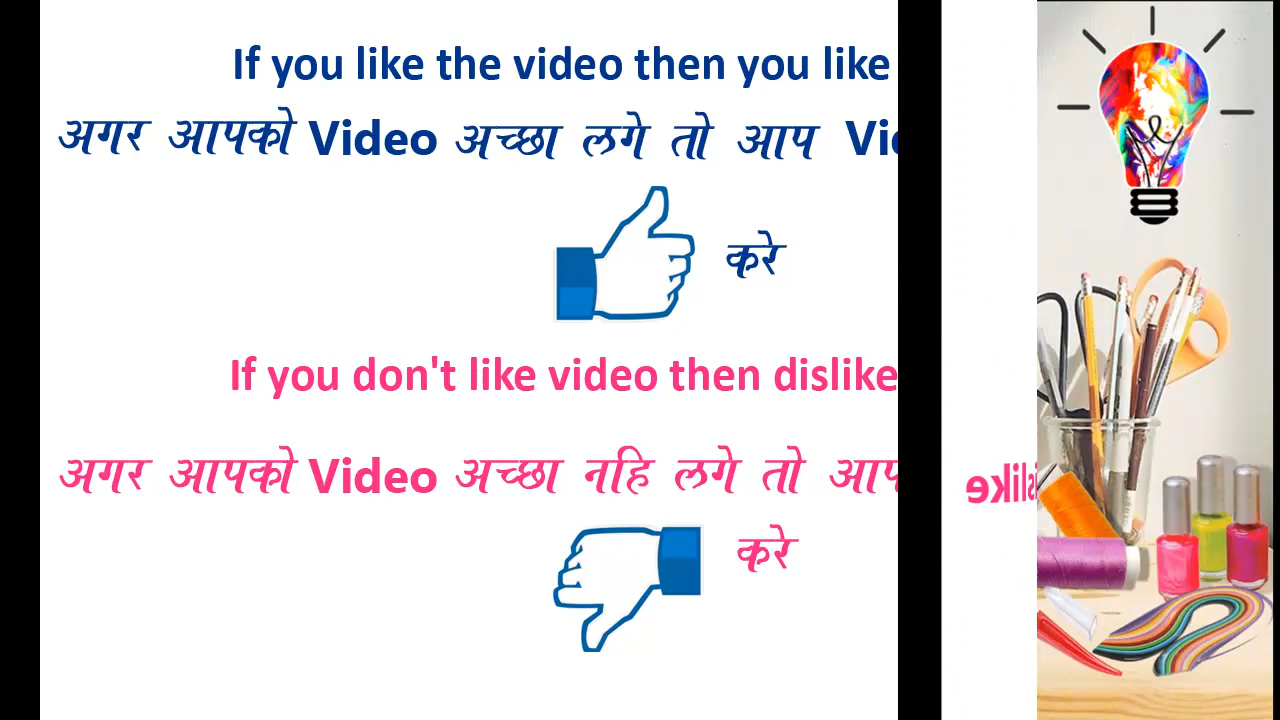 If you like the video then you like
अगर आपको Video अच्छा लगे तो आप
करे
If you don't like video then dislike
अगर आपको Video अच्छा नहि लगे तो आप
करे